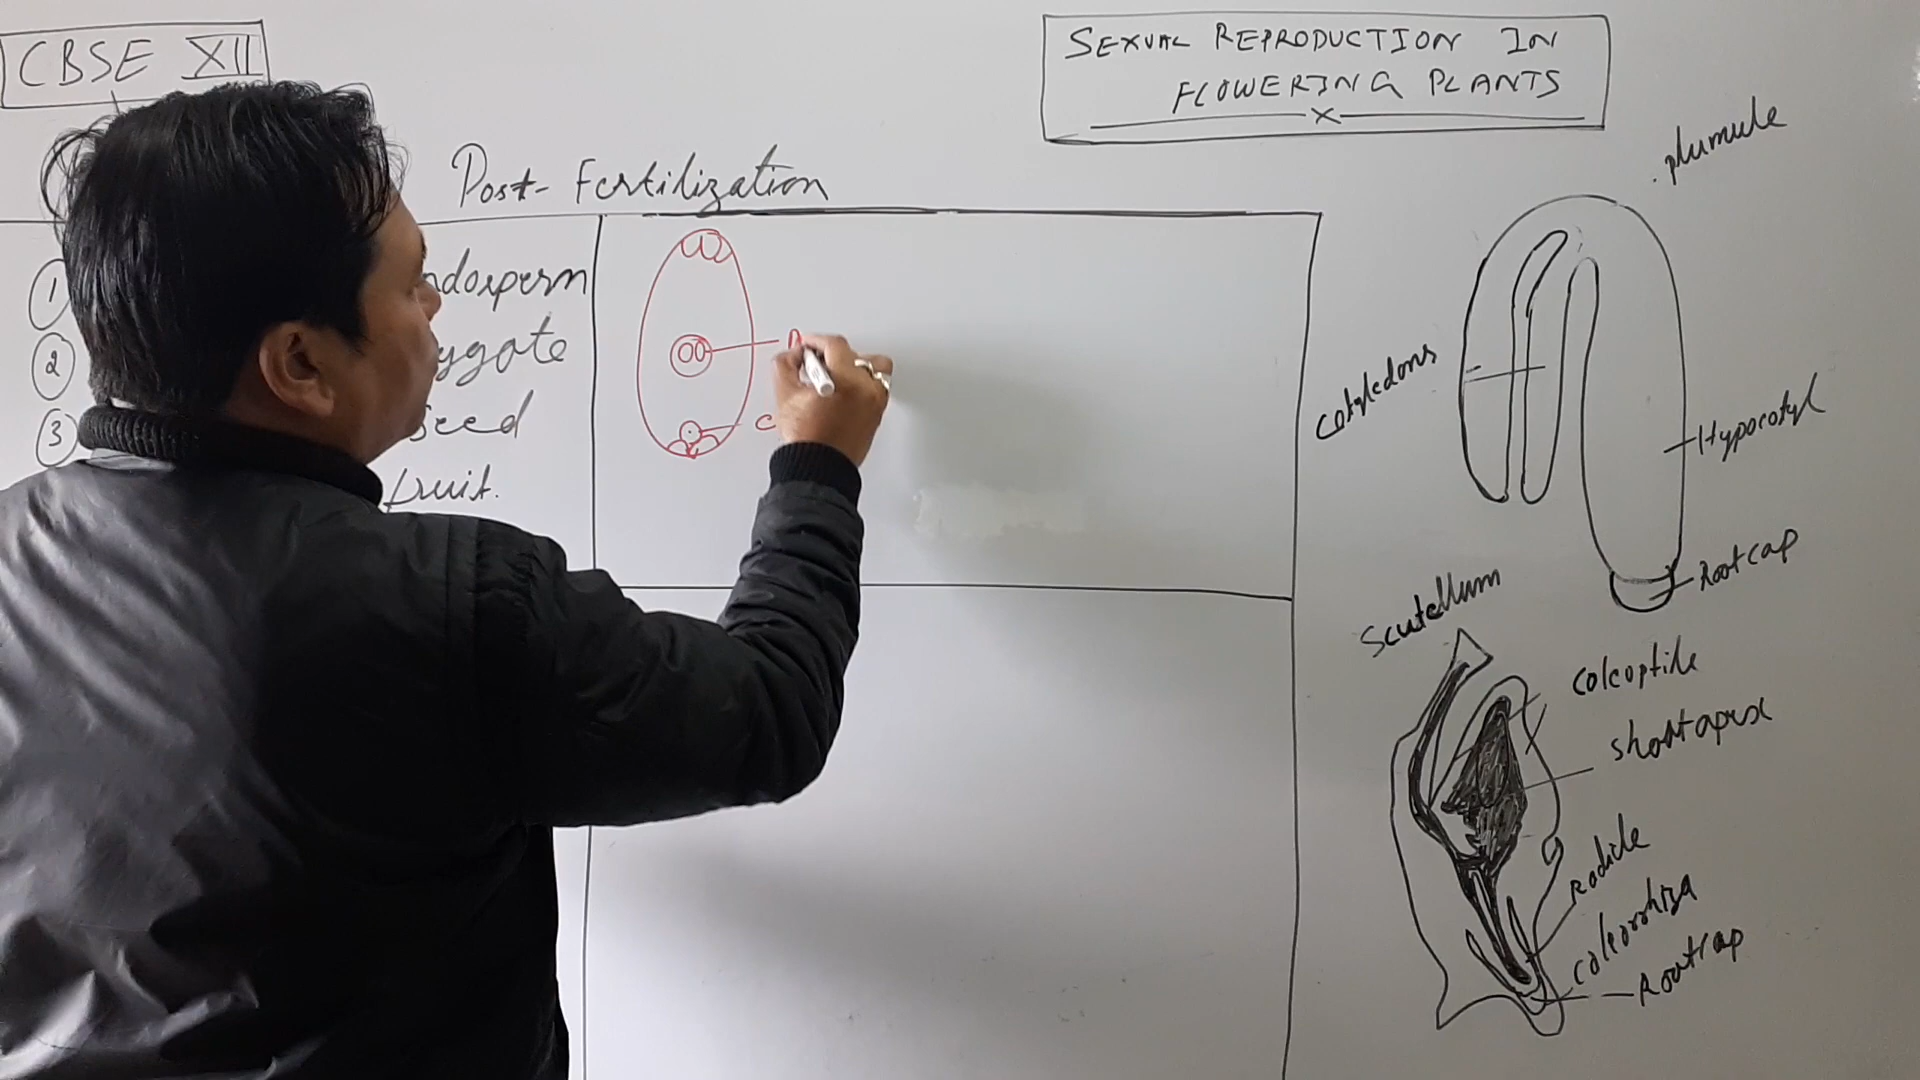 CBSE XII
SEXUAL REPRODUCTION IN
FLOWERING PLANTS
Post-Fertilization
1
ndosperm
2
ygote
3
seed
fruit.
plumule
cotyledons
Hypocotyl
Rootcap
Scutellum
Coleoptile
Shoot apex
Radicle
coleorrhiza
Rootcap